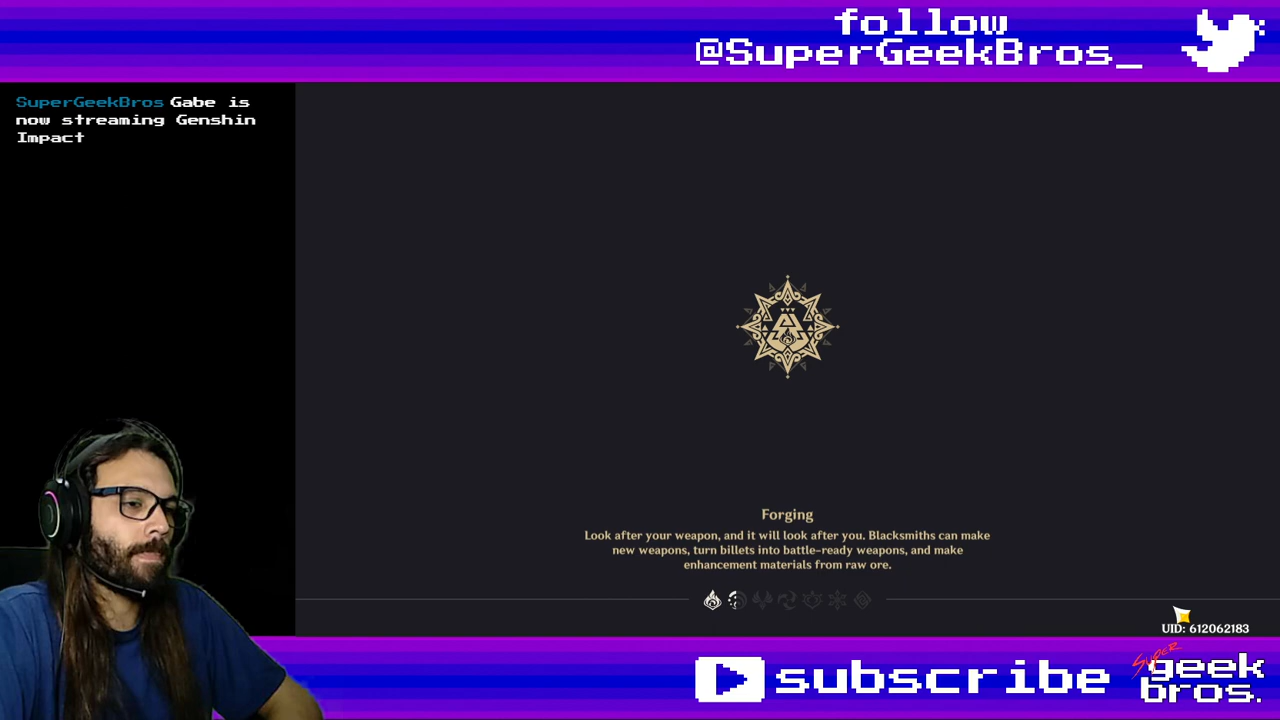 follow
@SuperGeekBros_
SuperGeekBros Gabe is
now streaming Genshin
Impact
Forging
Look after your weapon, and it will look after you. Blacksmiths can make
new weapons, turn billets into battle-ready weapons, and make
enhancement materials from raw ore.
UID: 612062183
subscribe
SUPER
geek
bros.